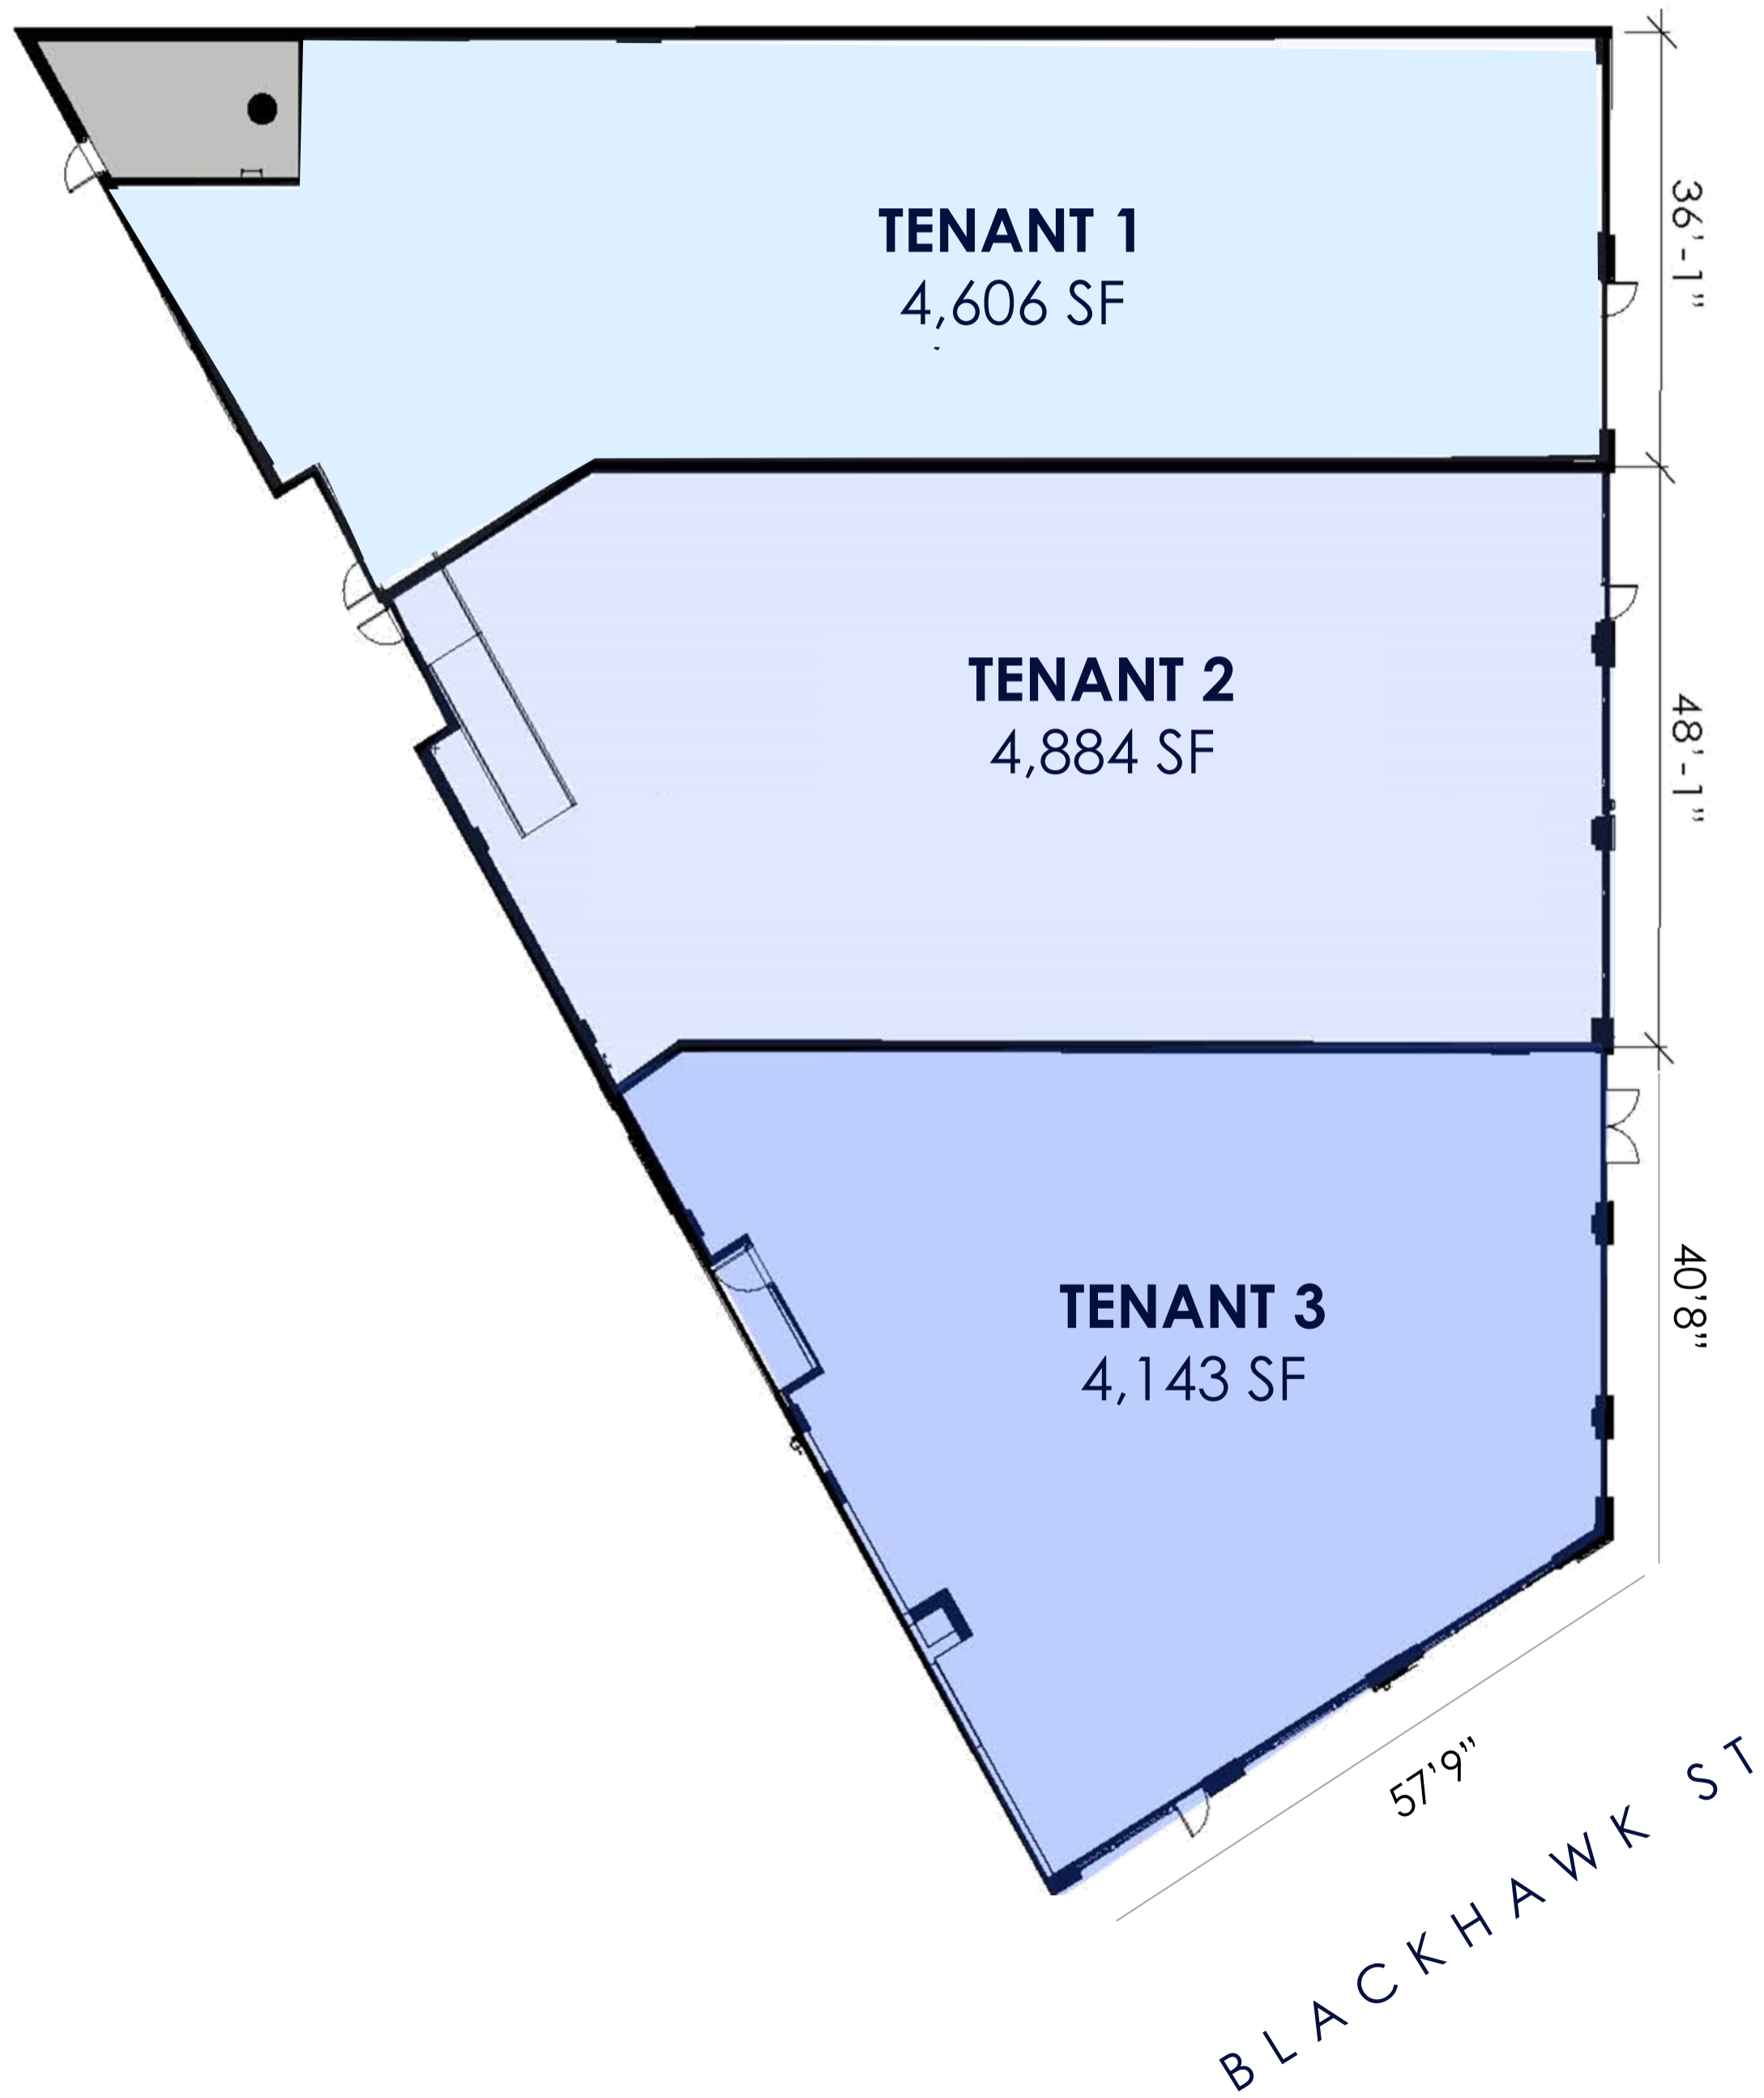 TENANT 1
4,606 SF
36'-1"
TENANT 2
4,884 SF
48'-1"
TENANT 3
4,143 SF
40'8"
57'9"
BLACKHAWK ST